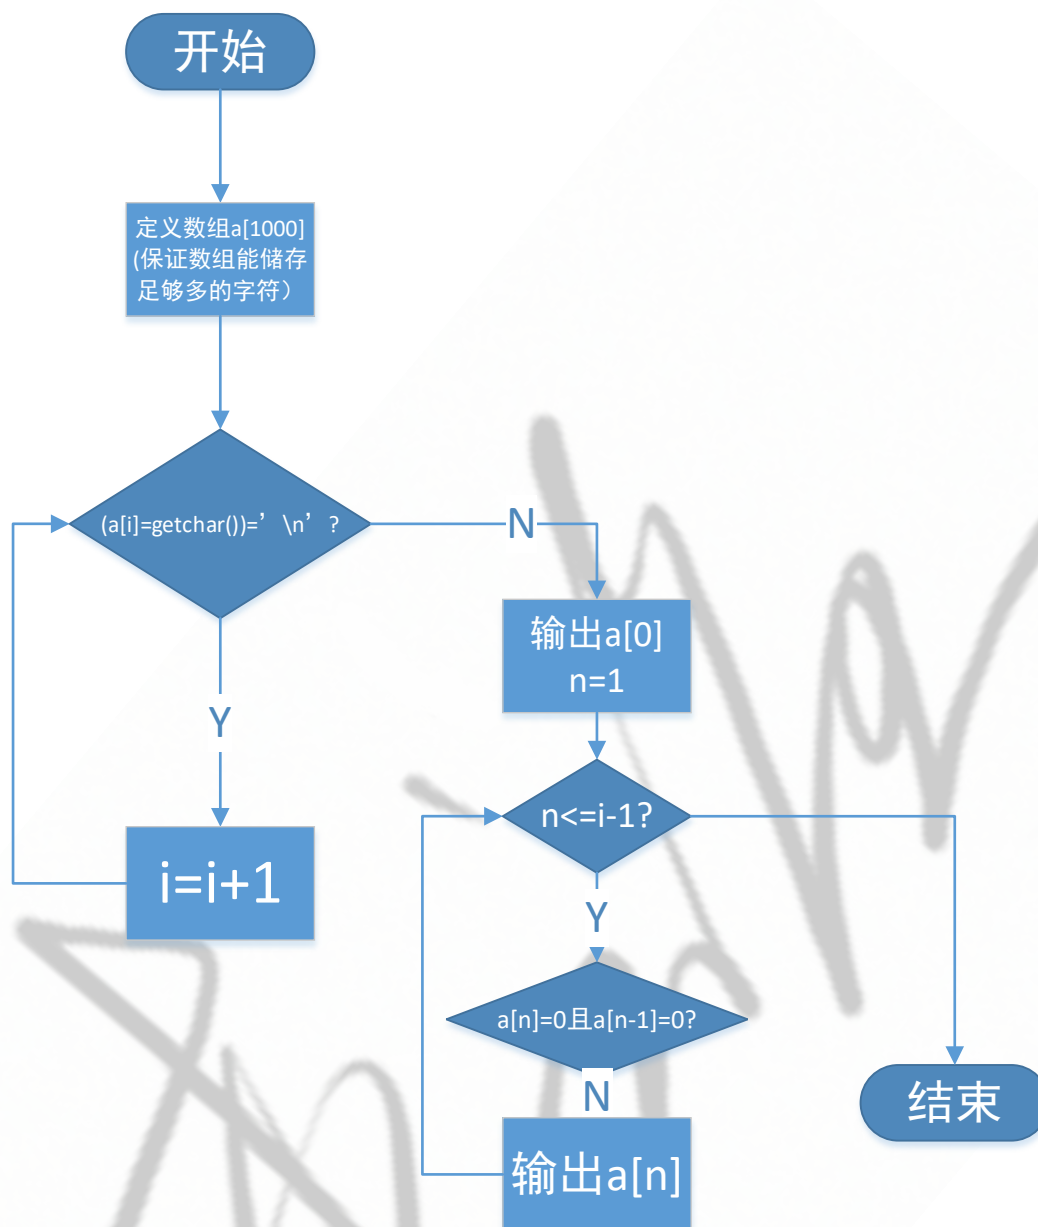 开始
定义数组a[1000]
(保证数组能储存
足够多的字符）
(a[i]=getchar())=’\n’?
N
Y
i=i+1
输出a[0]
n=1
n<=i-1?
Y
a[n]=0且a[n-1]=0?
N
输出a[n]
结束